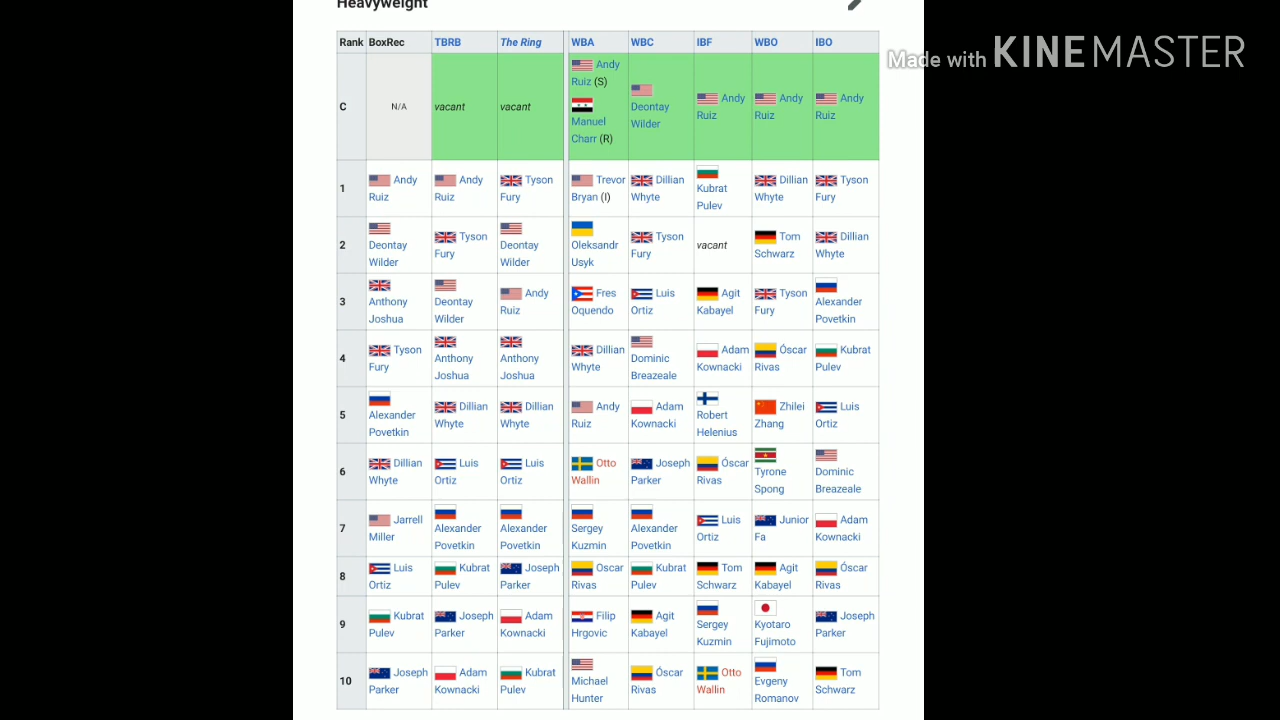 Heavyweight
Made with KINEMASTER
Rank BoxRec TBRB The Ring WBA WBC IBF WBO IBO
C N/A vacant vacant Andy Ruiz (S) Manuel Charr (R) Deontay Wilder Andy Ruiz Andy Ruiz Andy Ruiz
1 Andy Ruiz Andy Ruiz Tyson Fury Trevor Bryan (I) Dillian Whyte Kubrat Pulev Dillian Whyte Tyson Fury
2 Deontay Wilder Tyson Fury Deontay Wilder Oleksandr Usyk Tyson Fury vacant Tom Schwarz Dillian Whyte
3 Anthony Joshua Deontay Wilder Andy Ruiz Fres Oquendo Luis Ortiz Agit Kabayel Tyson Fury Alexander Povetkin
4 Tyson Fury Anthony Joshua Anthony Joshua Dillian Whyte Dominic Breazeale Adam Kownacki Óscar Rivas Kubrat Pulev
5 Alexander Povetkin Dillian Whyte Dillian Whyte Andy Ruiz Adam Kownacki Robert Helenius Zhilei Zhang Luis Ortiz
6 Dillian Whyte Luis Ortiz Luis Ortiz Otto Wallin Joseph Parker Óscar Rivas Tyrone Spong Dominic Breazeale
7 Jarrell Miller Alexander Povetkin Alexander Povetkin Sergey Kuzmin Alexander Povetkin Luis Ortiz Junior Fa Adam Kownacki
8 Luis Ortiz Kubrat Pulev Joseph Parker Oscar Rivas Kubrat Pulev Tom Schwarz Agit Kabayel Óscar Rivas
9 Kubrat Pulev Joseph Parker Adam Kownacki Filip Hrgovic Agit Kabayel Sergey Kuzmin Kyotaro Fujimoto Joseph Parker
10 Joseph Parker Adam Kownacki Kubrat Pulev Michael Hunter Óscar Rivas Otto Wallin Evgeny Romanov Tom Schwarz